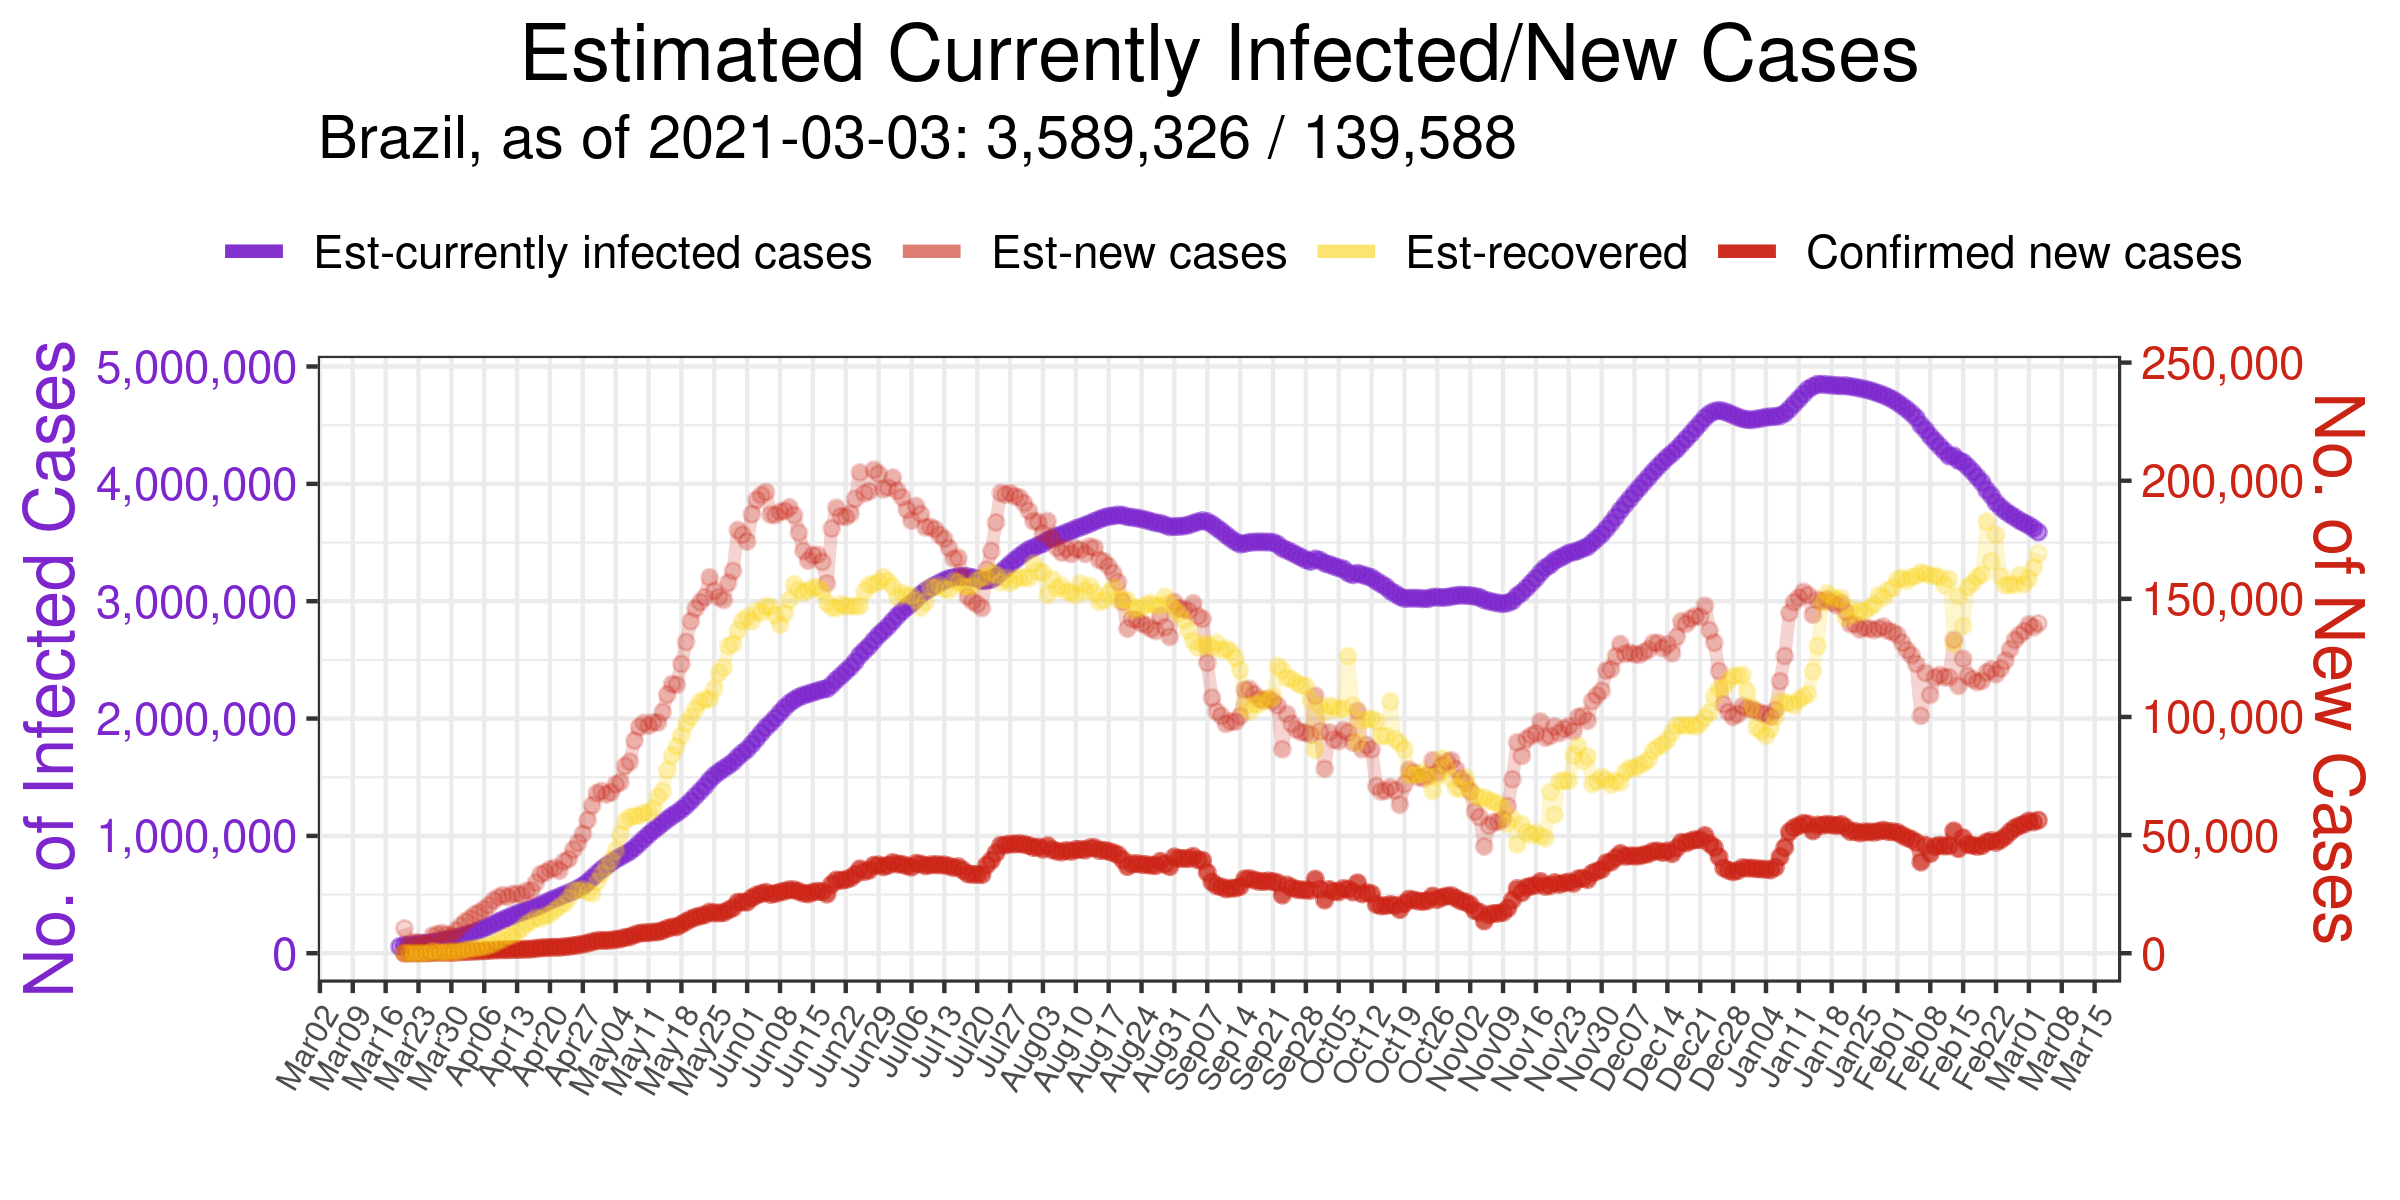 Estimated Currently Infected/New Cases
Brazil, as of 2021-03-03: 3,589,326 / 139,588
Est-currently infected cases Est-new cases Est-recovered Confirmed new cases
No. of Infected Cases
5,000,000
4,000,000
3,000,000
2,000,000
1,000,000
0
250,000
200,000
150,000
100,000
50,000
0
No. of New Cases
Mar02 Mar09 Mar16 Mar23 Mar30 Apr06 Apr13 Apr20 Apr27 May04 May11 May18 May25 Jun01 Jun08 Jun15 Jun22 Jun29 Jul06 Jul13 Jul20 Jul27 Aug03 Aug10 Aug17 Aug24 Aug31 Sep07 Sep14 Sep21 Sep28 Oct05 Oct12 Oct19 Oct26 Nov02 Nov09 Nov16 Nov23 Nov30 Dec07 Dec14 Dec21 Dec28 Jan04 Jan11 Jan18 Jan25 Feb01 Feb08 Feb15 Feb22 Mar01 Mar08 Mar15